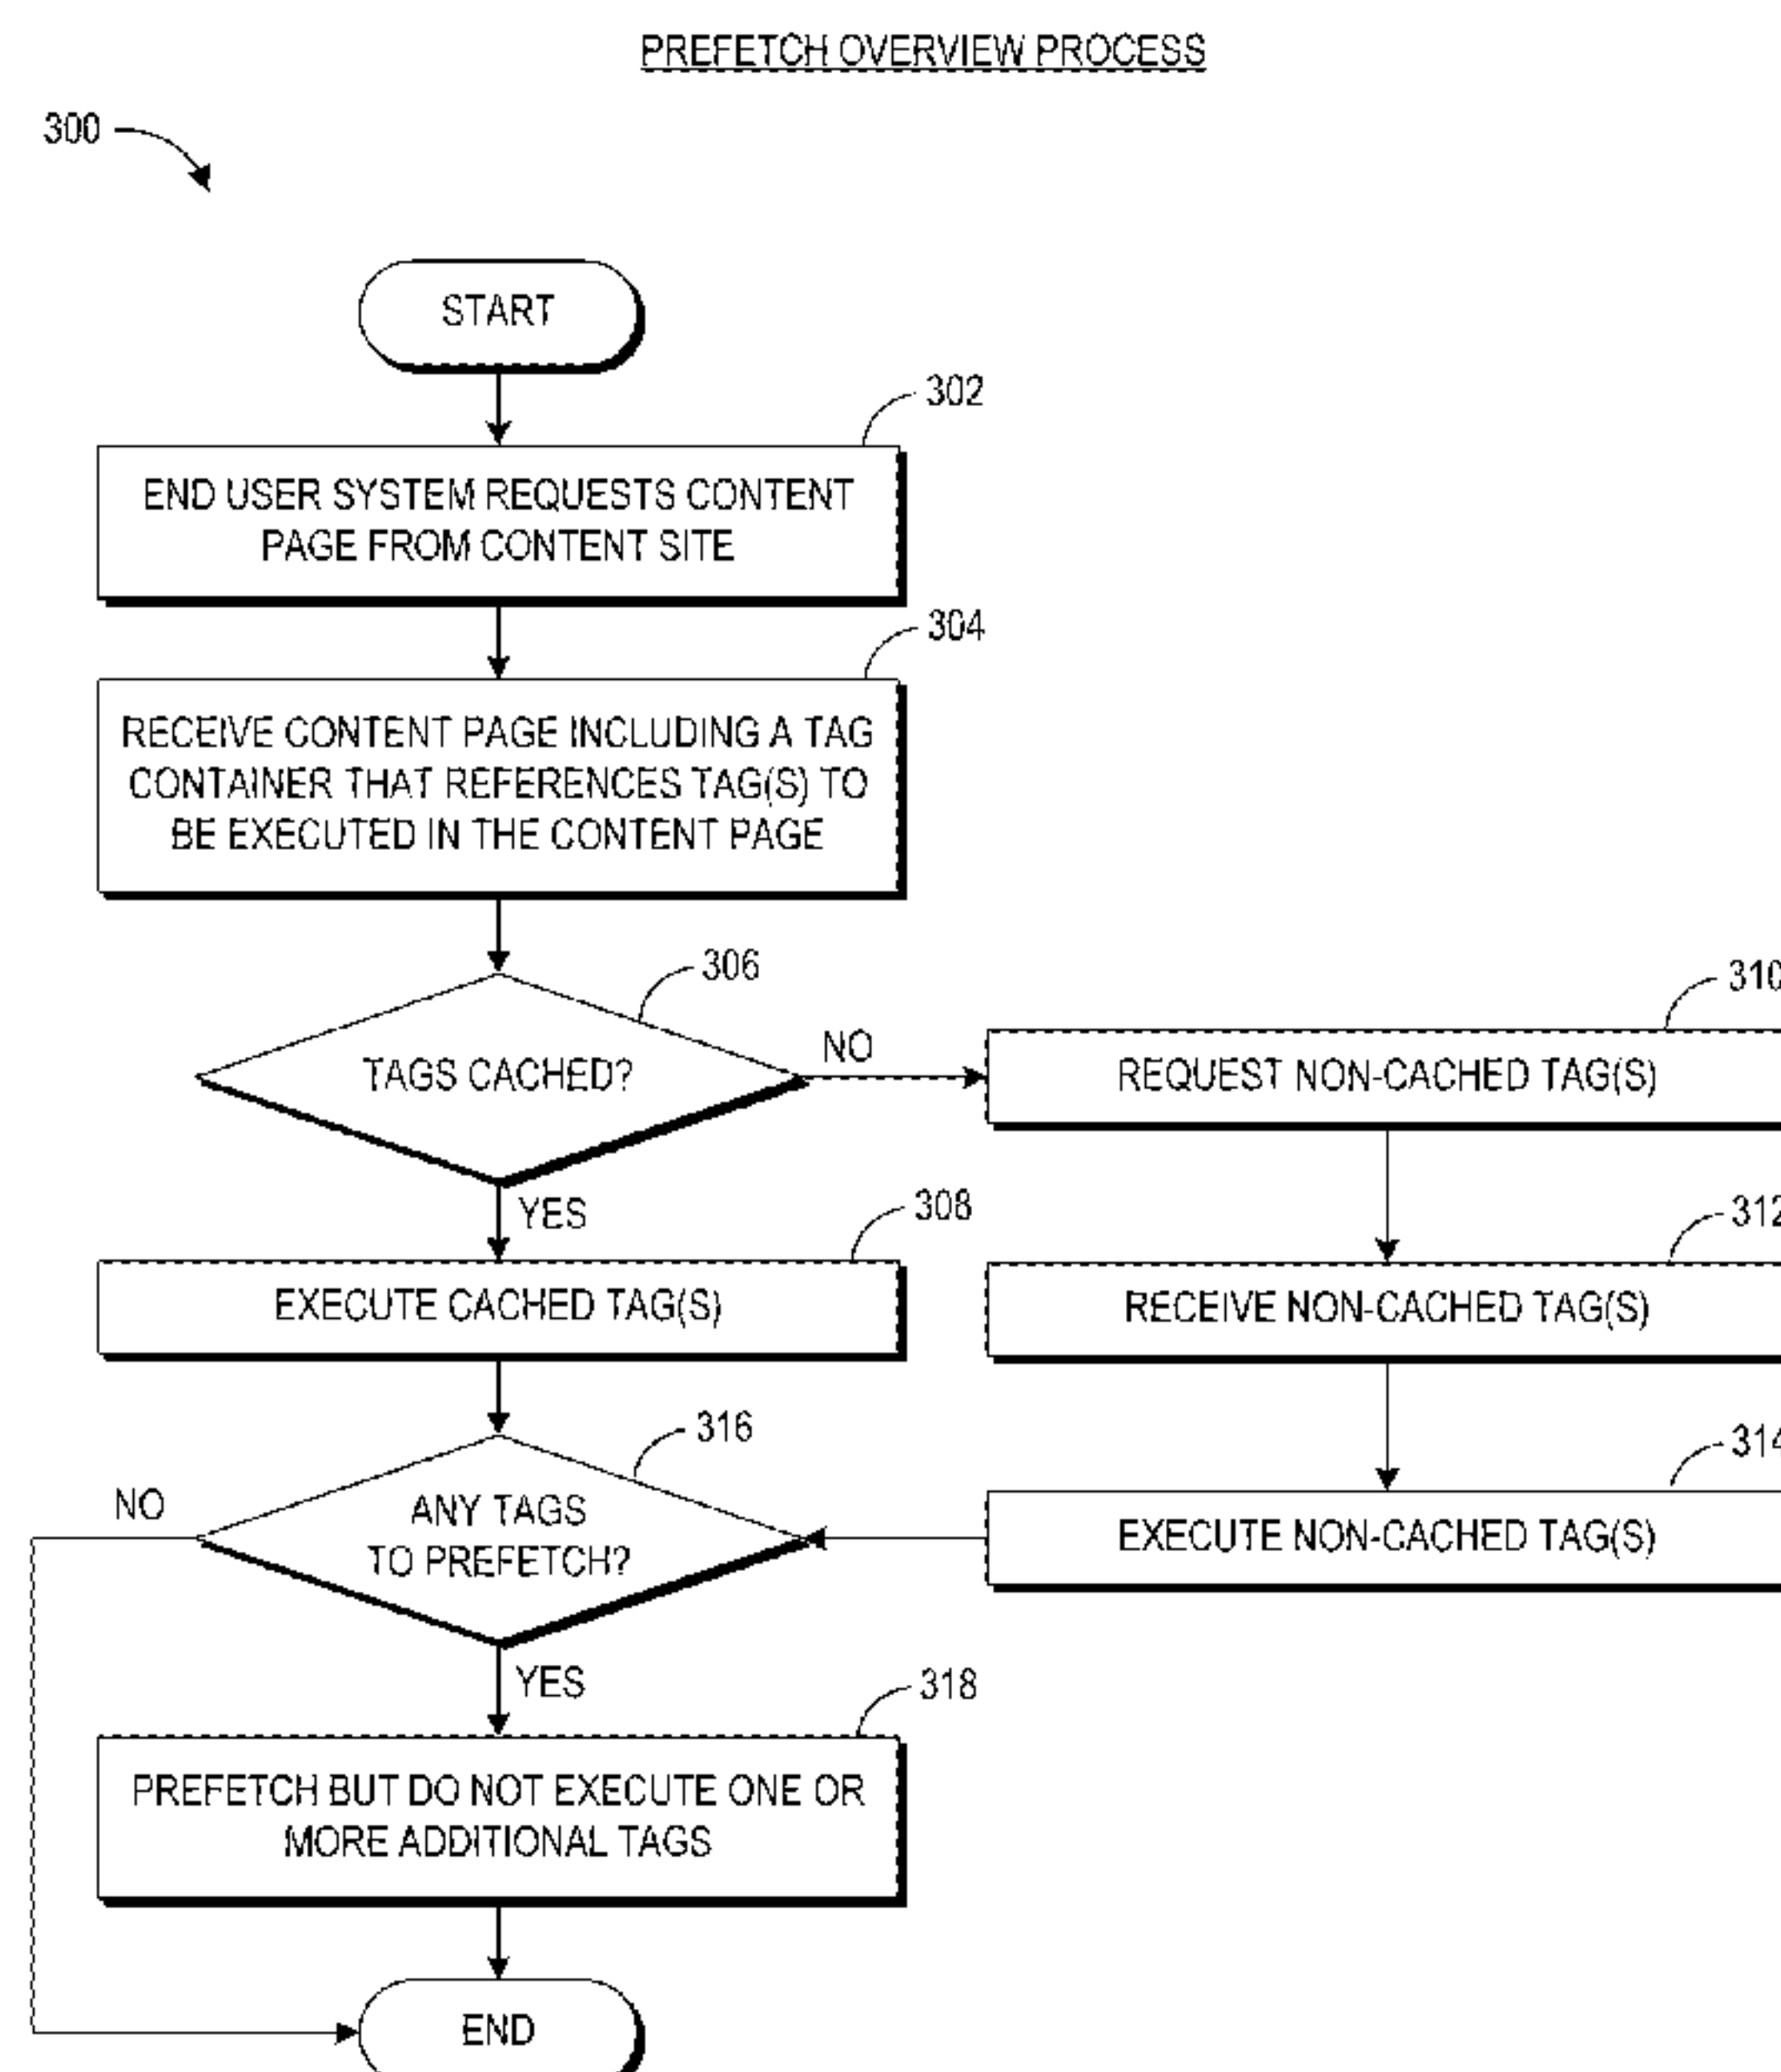 PREFETCH OVERVIEW PROCESS
300
START
302
END USER SYSTEM REQUESTS CONTENT
PAGE FROM CONTENT SITE
304
RECEIVE CONTENT PAGE INCLUDING A TAG
CONTAINER THAT REFERENCES TAG(S) TO
BE EXECUTED IN THE CONTENT PAGE
306
TAGS CACHED?
NO
310
REQUEST NON-CACHED TAG(S)
YES
308
EXECUTE CACHED TAG(S)
312
RECEIVE NON-CACHED TAG(S)
316
ANY TAGS
TO PREFETCH?
NO
314
EXECUTE NON-CACHED TAG(S)
YES
318
PREFETCH BUT DO NOT EXECUTE ONE OR
MORE ADDITIONAL TAGS
END